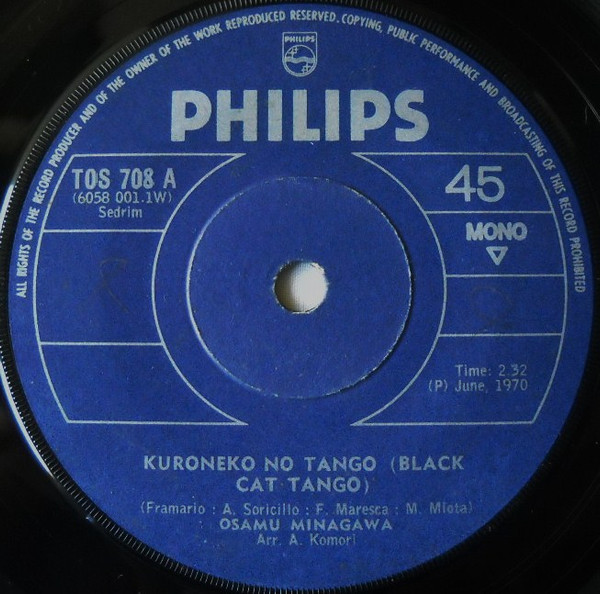 ALL RIGHTS OF THE RECORD PRODUCER AND OF THE OWNER OF THE WORK REPRODUCED RESERVED. COPYING, PUBLIC PERFORMANCE AND BROADCASTING OF THIS RECORD PROHIBITED
PHILIPS
PHILIPS
TOS 708 A
(6058 001.1W)
Sedrim
45
MONO
Time: 2.32
(P) June, 1970
KURONEKO NO TANGO (BLACK
CAT TANGO)
(Framario : A. Soricillo : F. Maresca : M. Miota)
OSAMU MINAGAWA
Arr. A. Komori